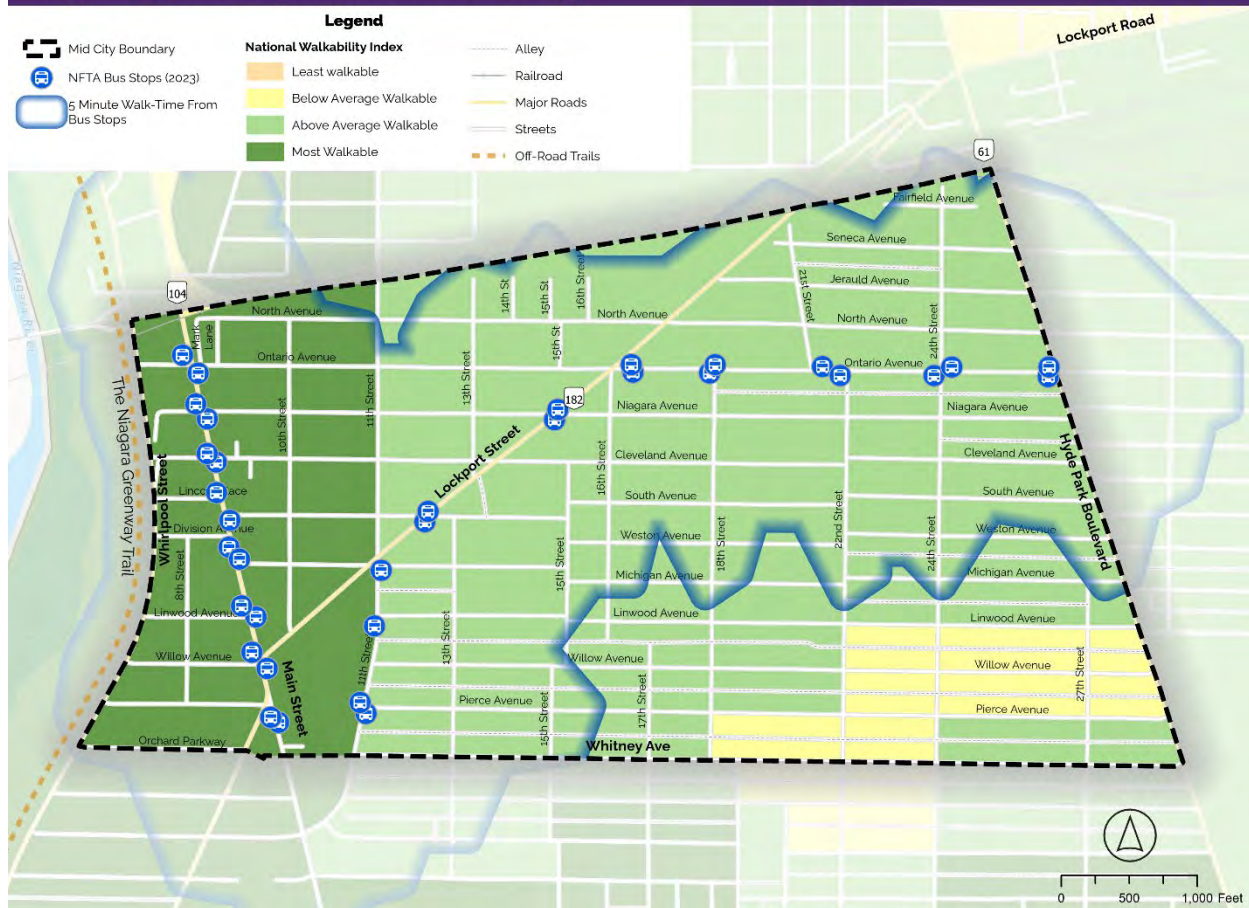 Legend
Mid City Boundary
NFTA Bus Stops (2023)
5 Minute Walk-Time From
Bus Stops
National Walkability Index
Least walkable
Below Average Walkable
Above Average Walkable
Most Walkable
Alley
Railroad
Major Roads
Streets
Off-Road Trails
Lockport Road
61
Fairfield Avenue
Seneca Avenue
Jerauld Avenue
21st Street
24th Street
104
Niagara River
Mark
Lane
North Avenue
14th St
15th St
16th Street
North Avenue
North Avenue
Ontario Avenue
11th Street
13th Street
15th St
Ontario Avenue
182
10th Street
Niagara Avenue
Niagara Avenue
Lockport Street
Cleveland Avenue
Cleveland Avenue
The Niagara Greenway Trail
Whirlpool Street
16th Street
South Avenue
South Avenue
Hyde Park Boulevard
Division Avenue
Weston Avenue
Weston Avenue
18th Street
22nd Street
24th Street
8th Street
15th Street
Michigan Avenue
Michigan Avenue
Linwood Avenue
Linwood Avenue
Linwood Avenue
13th Street
11th Street
Willow Avenue
Willow Avenue
Willow Avenue
27th Street
Main Street
Pierce Avenue
Pierce Avenue
15th Street
17th Street
Orchard Parkway
Whitney Ave
0 500 1,000 Feet